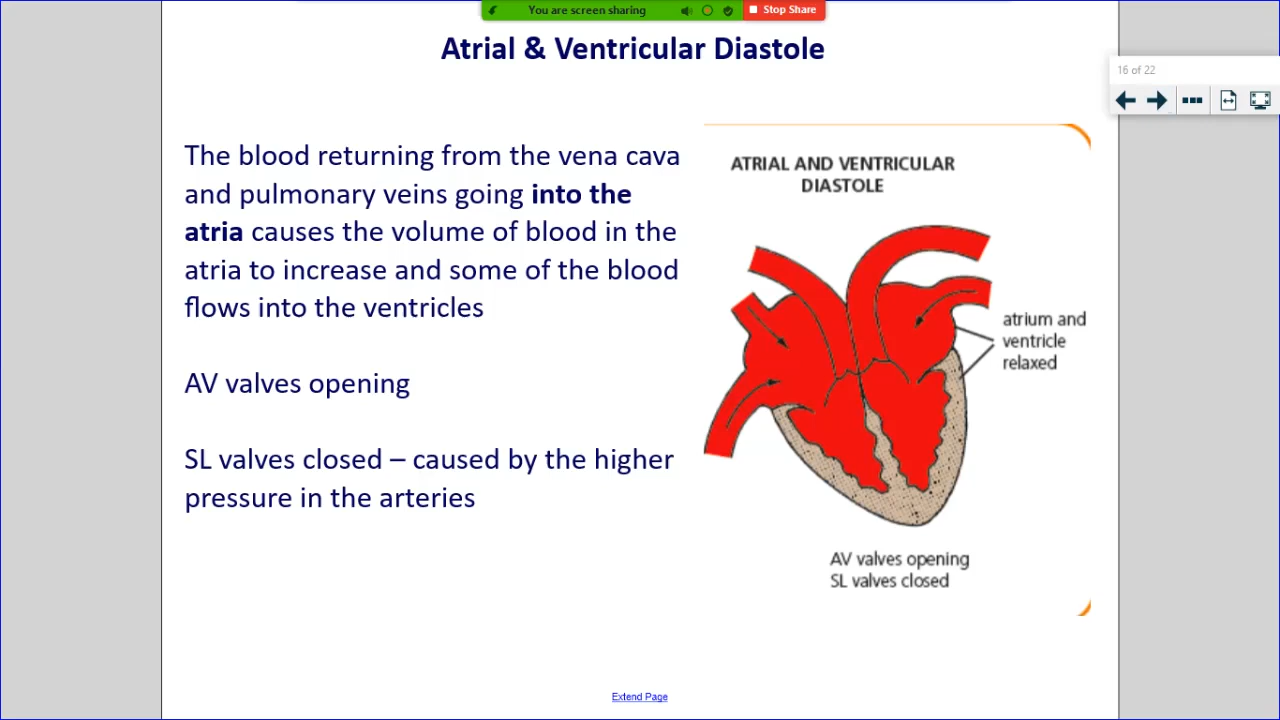 You are screen sharing
Stop Share
Atrial & Ventricular Diastole
16 of 22
The blood returning from the vena cava
and pulmonary veins going into the
atria causes the volume of blood in the
atria to increase and some of the blood
flows into the ventricles
AV valves opening
SL valves closed – caused by the higher
pressure in the arteries
ATRIAL AND VENTRICULAR
DIASTOLE
atrium and
ventricle
relaxed
AV valves opening
SL valves closed
Extend Page